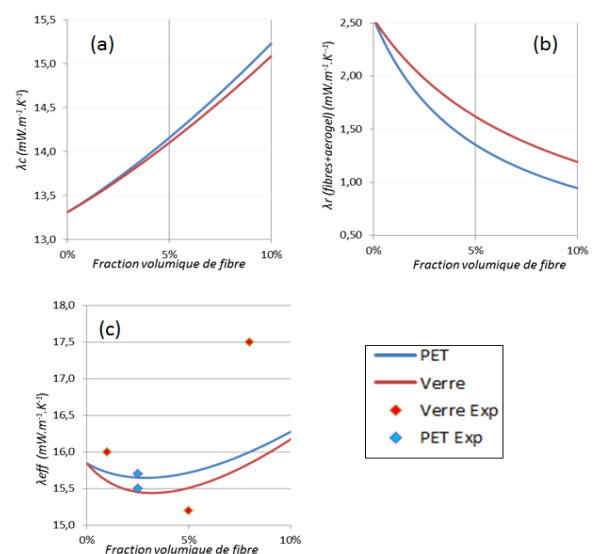 (a)
λc (mW.m⁻¹.K⁻¹)
15,5
15,0
14,5
14,0
13,5
13,0
0%
5%
10%
Fraction volumique de fibre
(b)
λr (fibres+aerogel) (mW.m⁻¹.K⁻¹)
2,50
2,00
1,50
1,00
0,50
0%
5%
10%
Fraction volumique de fibre
(c)
λeff (mW.m⁻¹.K⁻¹)
18,0
17,5
17,0
16,5
16,0
15,5
15,0
0%
5%
10%
Fraction volumique de fibre
PET
Verre
Verre Exp
PET Exp